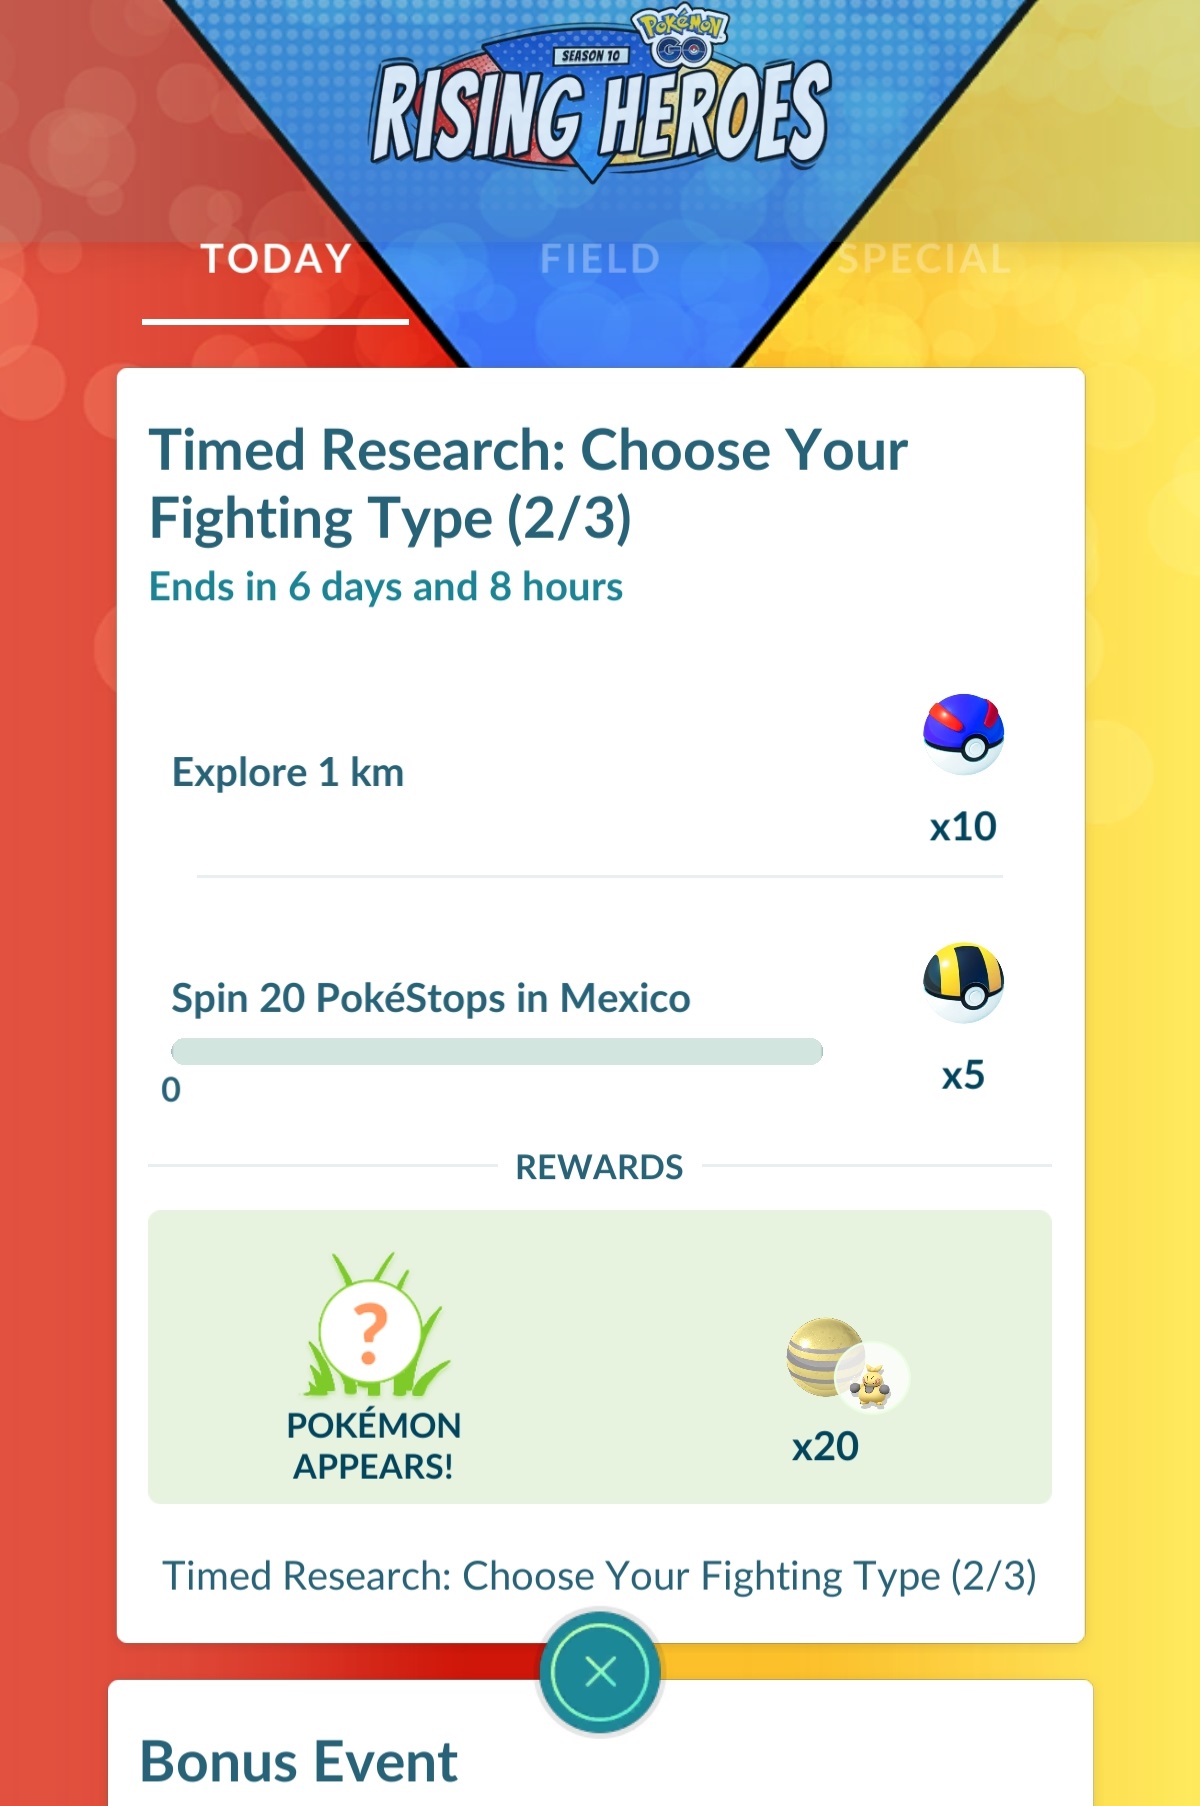 POKÉMON
GO
SEASON 10
RISING HEROES
TODAY
FIELD
SPECIAL
Timed Research: Choose Your
Fighting Type (2/3)
Ends in 6 days and 8 hours
Explore 1 km
x10
Spin 20 PokéStops in Mexico
0
x5
REWARDS
?
POKÉMON
APPEARS!
x20
Timed Research: Choose Your Fighting Type (2/3)
Bonus Event